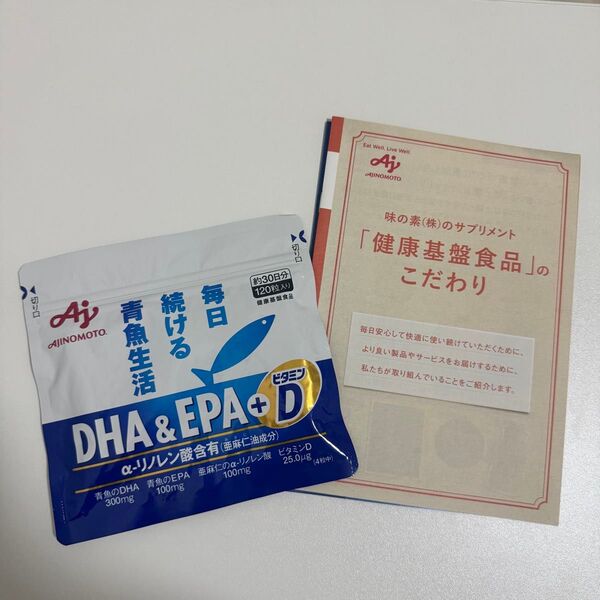 切り口
切り口
Aj
AJINOMOTO®
約30日分
120粒入り
健康基盤食品
毎日
続ける
青魚生活
DHA & EPA+
ビタミン
D
α-リノレン酸含有(亜麻仁油成分)
青魚のDHA 青魚のEPA 亜麻仁のα-リノレン酸 ビタミンD
300mg 100mg 100mg 25.0μg (4粒中)
Eat Well, Live Well.
Aj
AJINOMOTO®
味の素(株)のサプリメント
「健康基盤食品」の
こだわり
毎日安心して快適に使い続けていただくために、
より良い製品やサービスをお届けするために、
私たちが取り組んでいることをご紹介します。